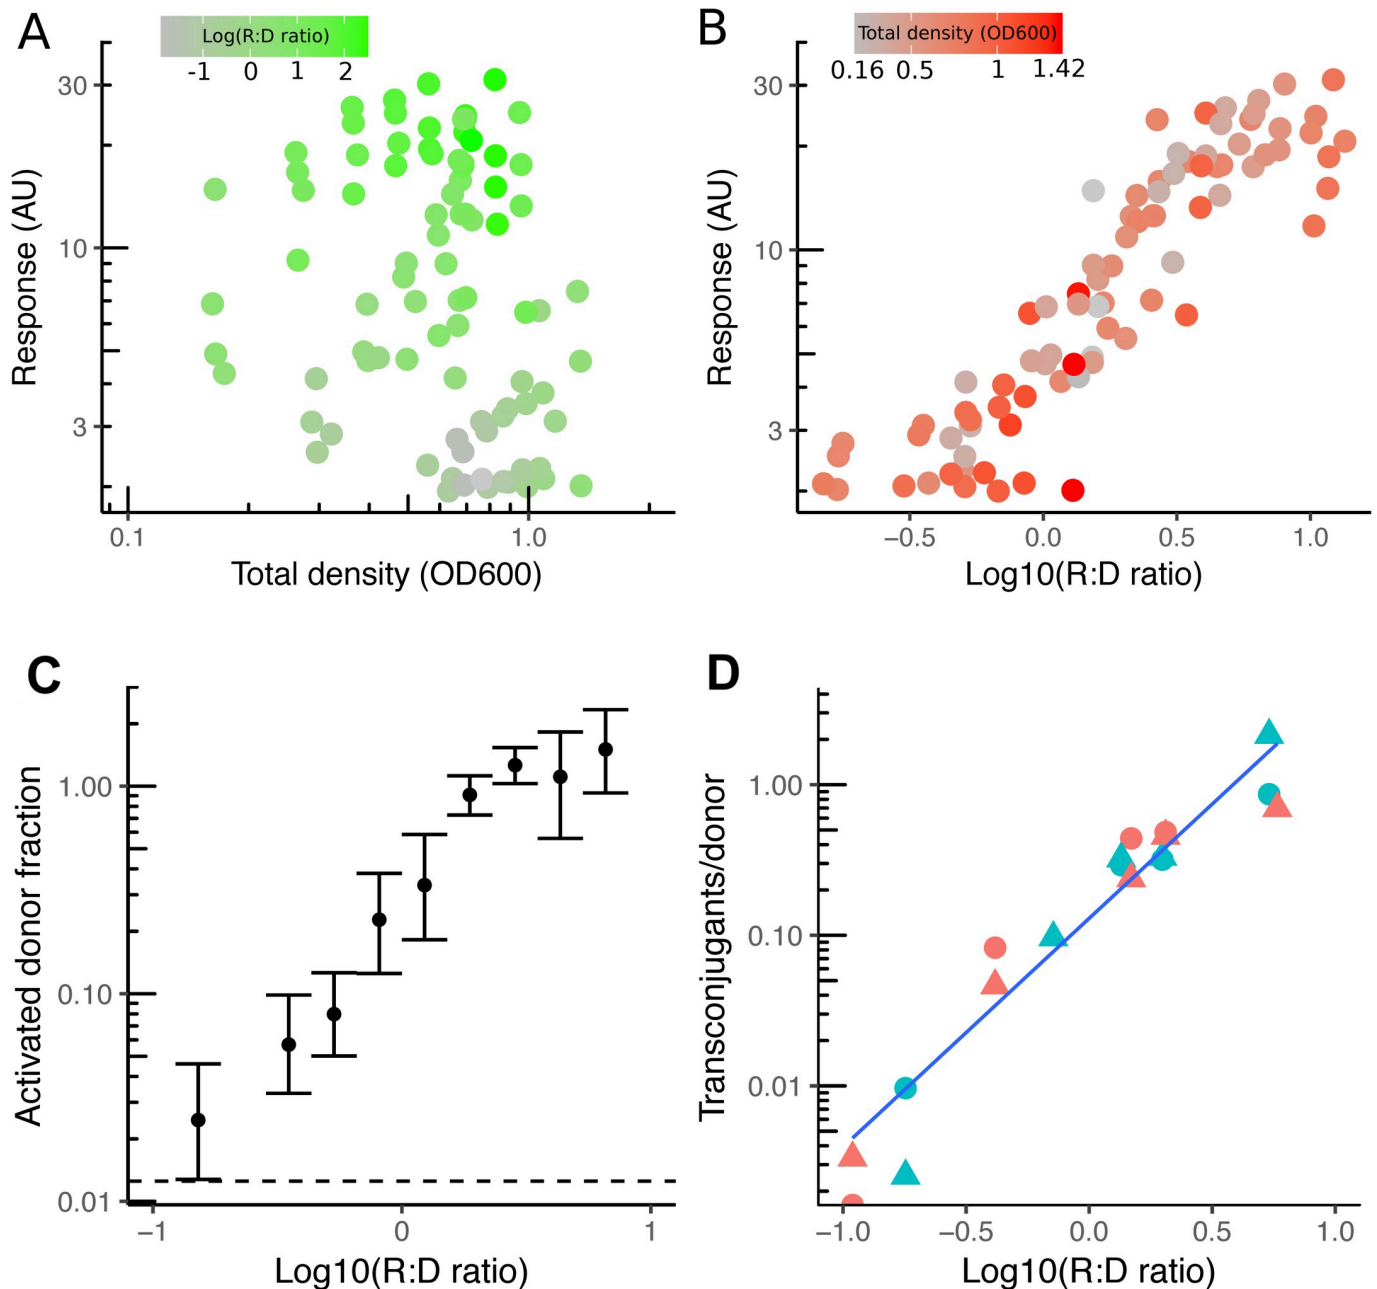 A
Log(R:D ratio)
-1 0 1 2
30
10
3
Response (AU)
0.1 1.0
Total density (OD600)
B
Total density (OD600)
0.16 0.5 1 1.42
30
10
3
Response (AU)
−0.5 0.0 0.5 1.0
Log10(R:D ratio)
C
1.00
0.10
0.01
Activated donor fraction
−1 0 1
Log10(R:D ratio)
D
1.00
0.10
0.01
Transconjugants/donor
−1.0 −0.5 0.0 0.5 1.0
Log10(R:D ratio)